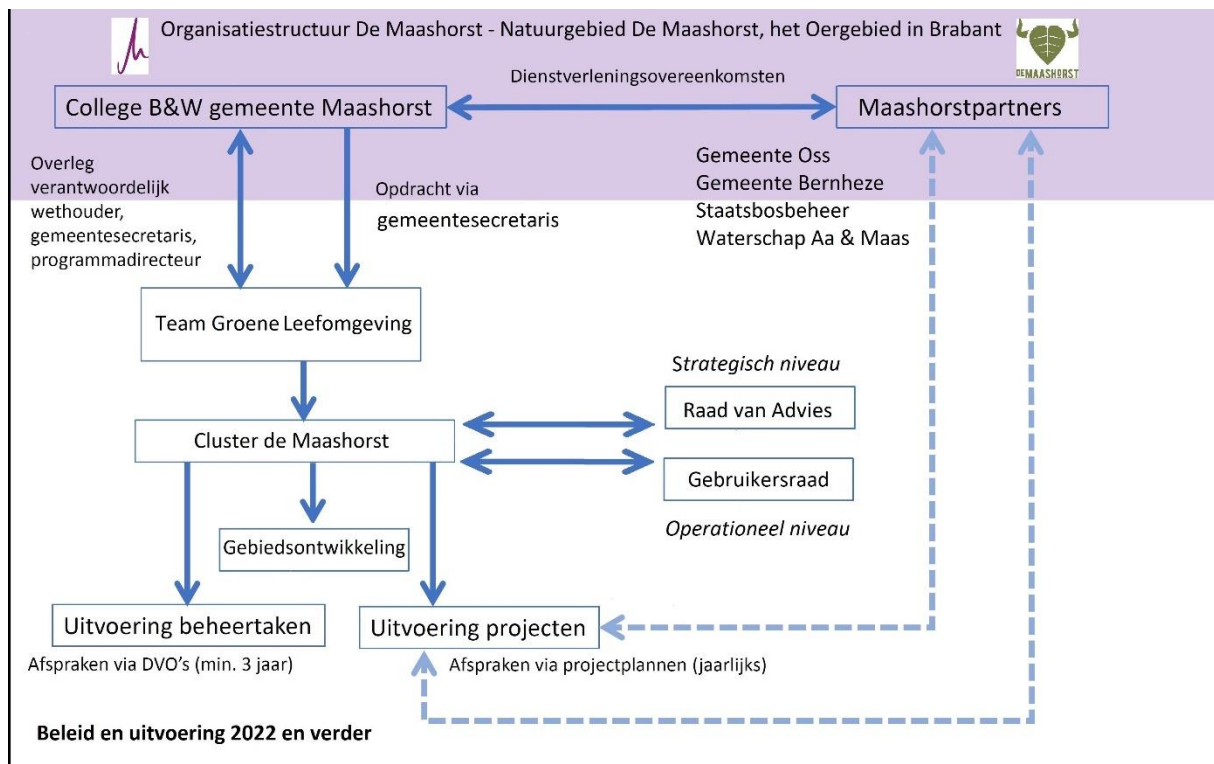 Organisatiestructuur De Maashorst - Natuurgebied De Maashorst, het Oergebied in Brabant
DEMAASHORST
Dienstverleningsovereenkomsten
College B&W gemeente Maashorst
Maashorstpartners
Overleg
verantwoordelijk
wethouder,
gemeentesecretaris,
programmadirecteur
Opdracht via
gemeentesecretaris
Gemeente Oss
Gemeente Bernheze
Staatsbosbeheer
Waterschap Aa & Maas
Team Groene Leefomgeving
Strategisch niveau
Raad van Advies
Cluster de Maashorst
Gebruikersraad
Operationeel niveau
Gebiedsontwikkeling
Uitvoering beheertaken
Uitvoering projecten
Afspraken via DVO's (min. 3 jaar)
Afspraken via projectplannen (jaarlijks)
Beleid en uitvoering 2022 en verder